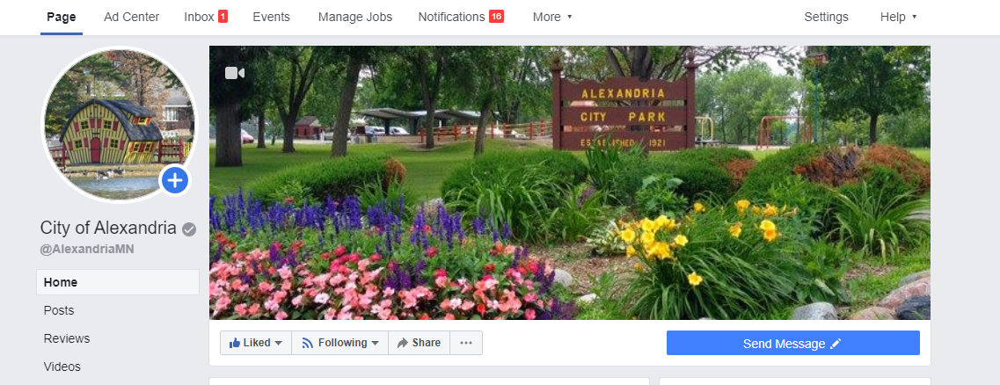 Page Ad Center Inbox 1 Events Manage Jobs Notifications 16 More Settings Help
ALEXANDRIA
CITY PARK
ESTABLISHED 1921
City of Alexandria
@AlexandriaMN
Home
Posts
Reviews
Videos
Liked Following Share ...
Send Message